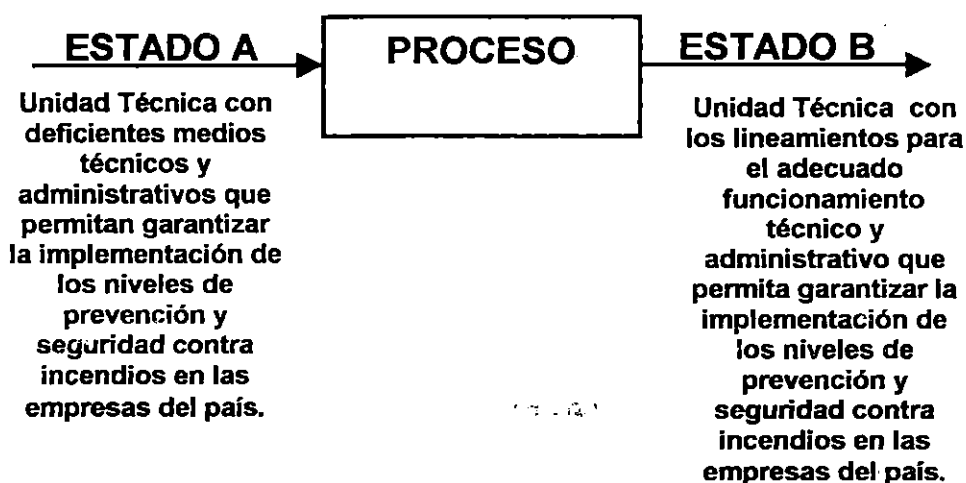 ESTADO A
PROCESO
ESTADO B
Unidad Técnica con
deficientes medios
técnicos y
administrativos que
permitan garantizar
la implementación de
los niveles de
prevención y
seguridad contra
incendios en las
empresas del país.
Unidad Técnica con
los lineamientos para
el adecuado
funcionamiento
técnico y
administrativo que
permita garantizar la
implementación de
los niveles de
prevención y
seguridad contra
incendios en las
empresas del país.